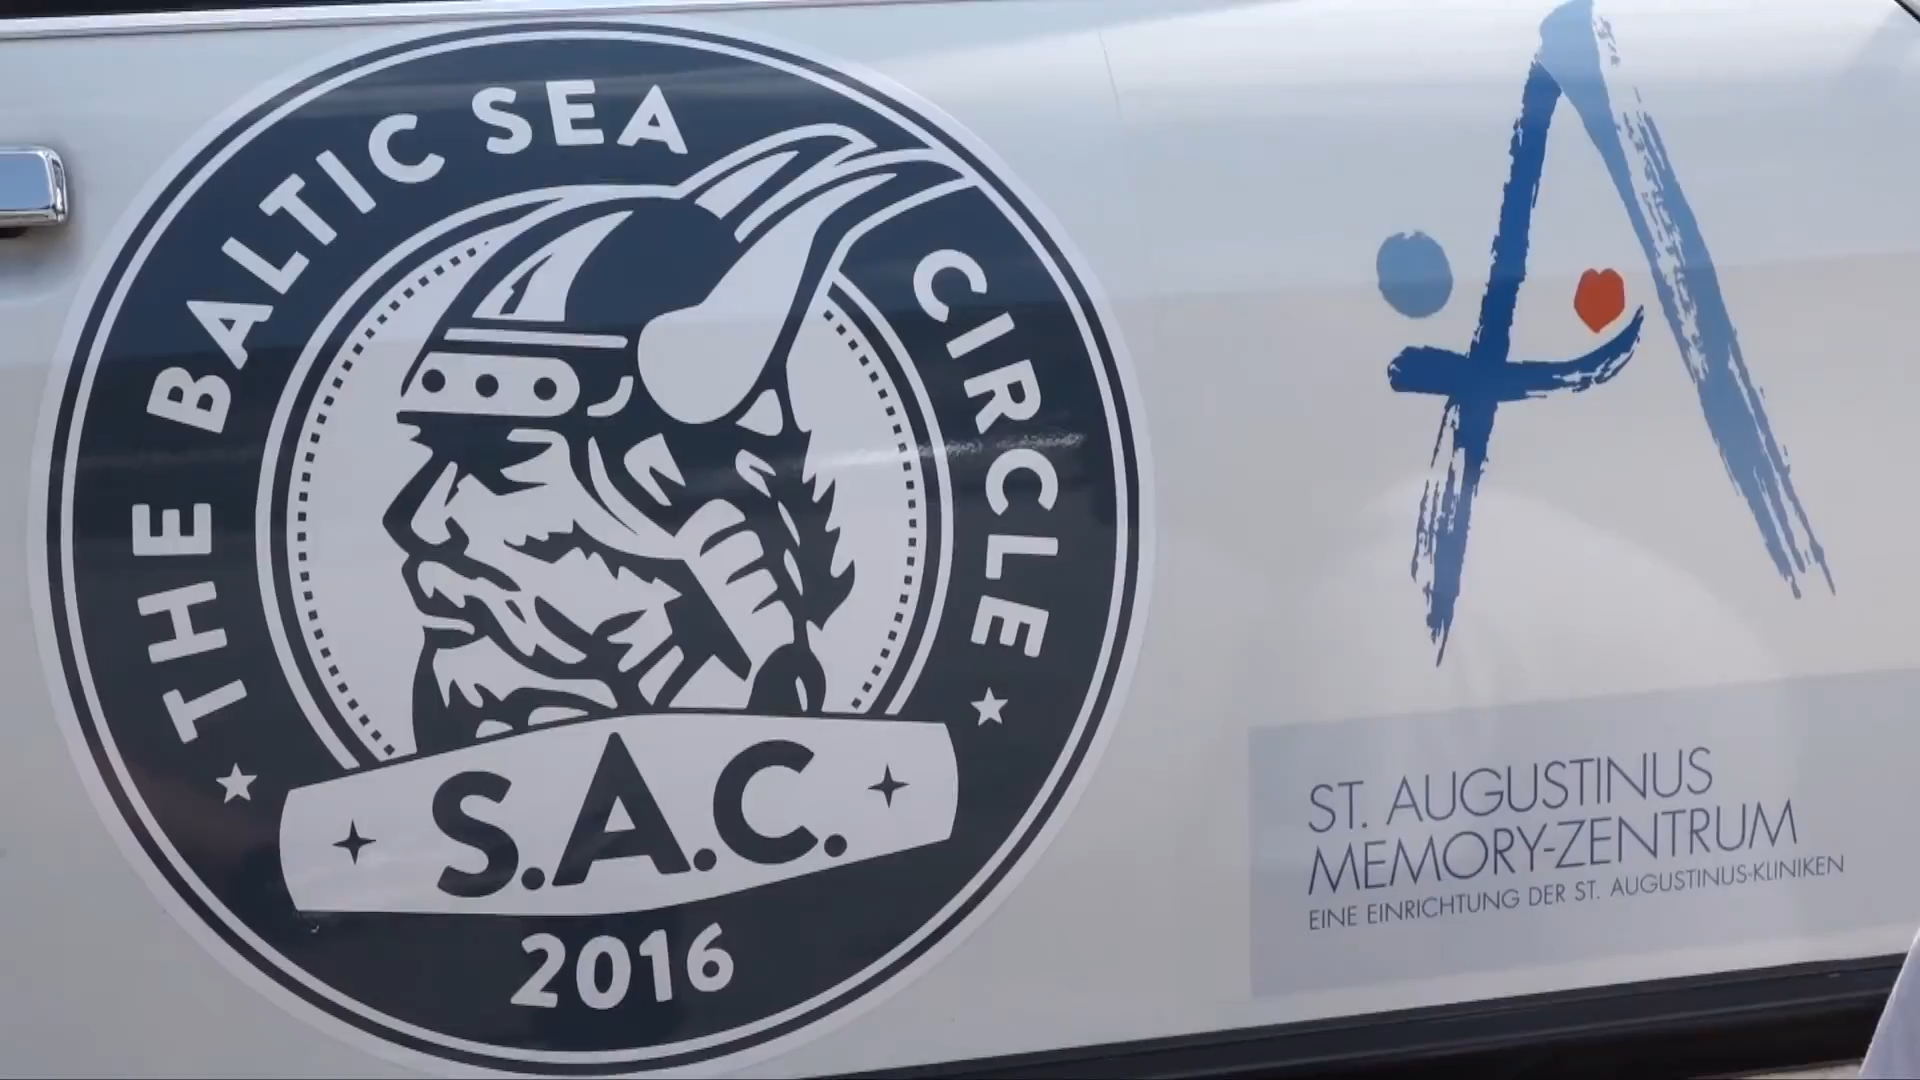 THE BALTIC SEA CIRCLE
S.A.C.
2016
ST. AUGUSTINUS
MEMORY-ZENTRUM
EINE EINRICHTUNG DER ST. AUGUSTINUS-KLINIKEN